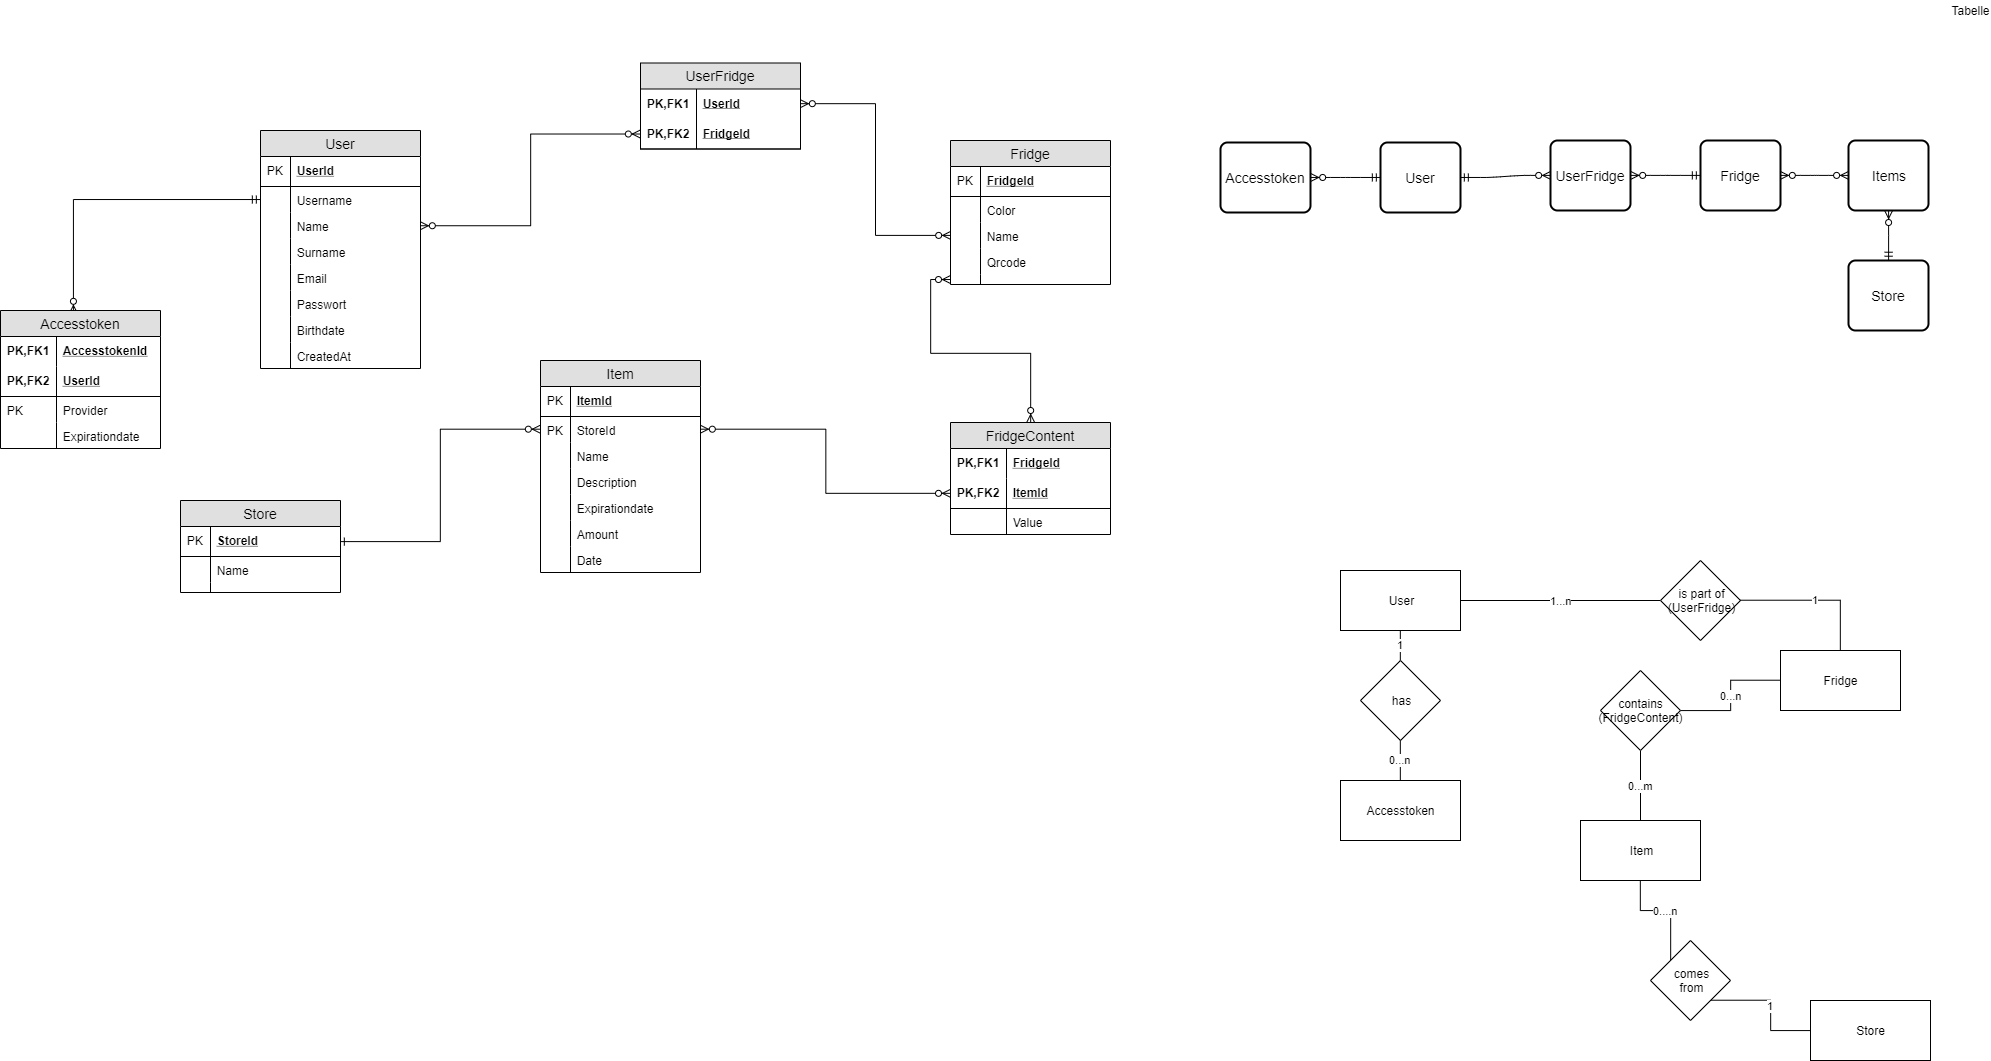 Tabelle
UserFridge
PK,FK1 UserId
PK,FK2 FridgeId
User
PK UserId
Username
Name
Surname
Email
Passwort
Birthdate
CreatedAt
Fridge
PK FridgeId
Color
Name
Qrcode
Accesstoken
PK,FK1 AccesstokenId
PK,FK2 UserId
PK Provider
Expirationdate
Item
PK ItemId
PK StoreId
Name
Description
Expirationdate
Amount
Date
FridgeContent
PK,FK1 FridgeId
PK,FK2 ItemId
Value
Store
PK StoreId
Name
Accesstoken
User
UserFridge
Fridge
Items
Store
User
1...n
is part of
(UserFridge)
1
Fridge
1
has
0...n
Accesstoken
0...n
contains
(FridgeContent)
0...m
Item
0....n
comes
from
1
Store